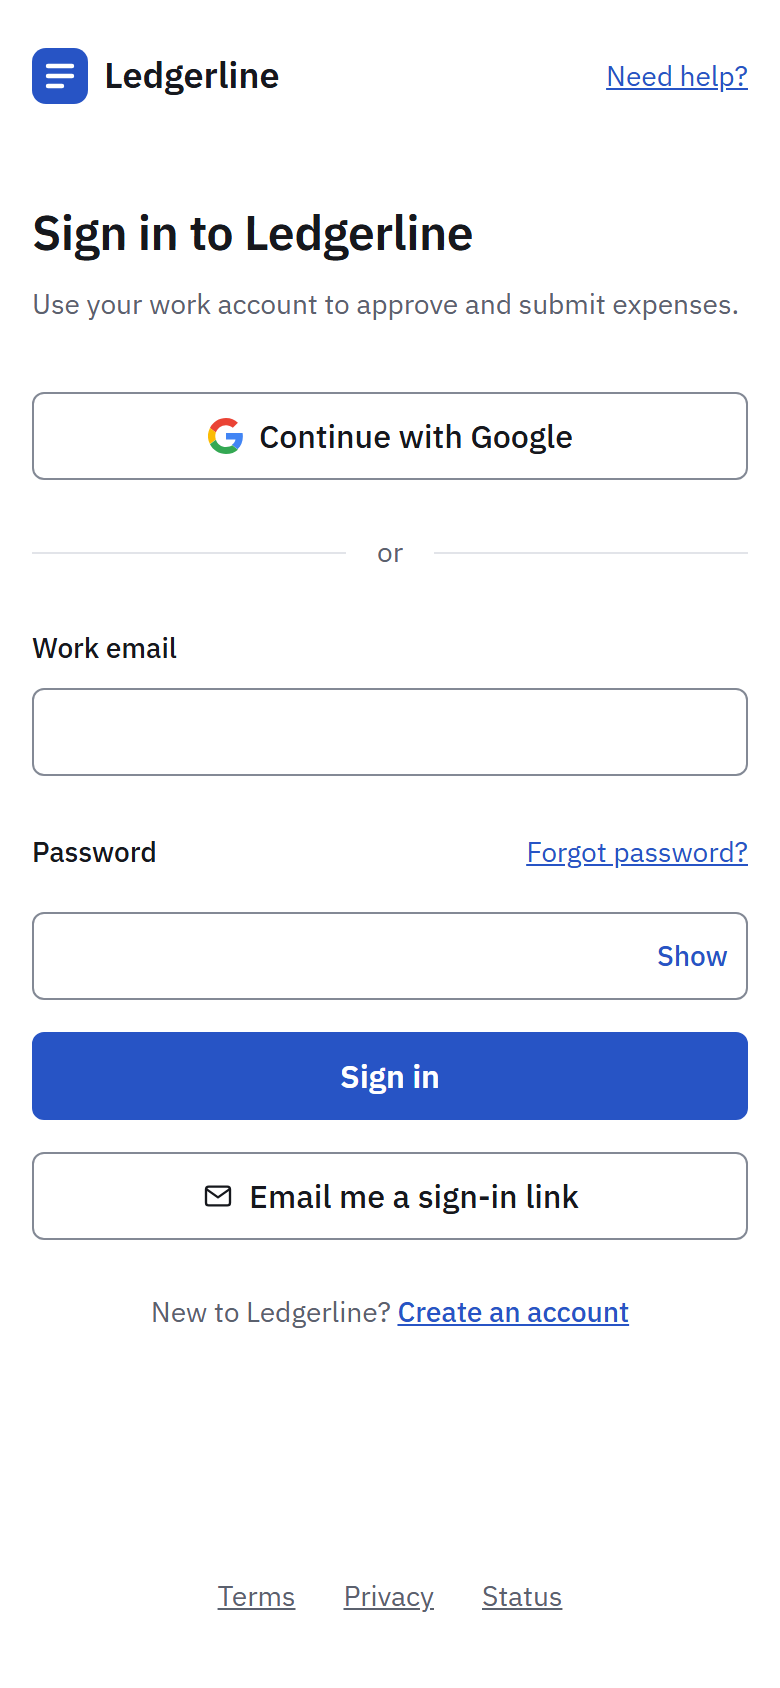 Ledgerline
Need help?
Sign in to Ledgerline
Use your work account to approve and submit expenses.
Continue with Google
or
Work email
Password
Forgot password?
Show
Sign in
Email me a sign-in link
New to Ledgerline? Create an account
Terms Privacy Status